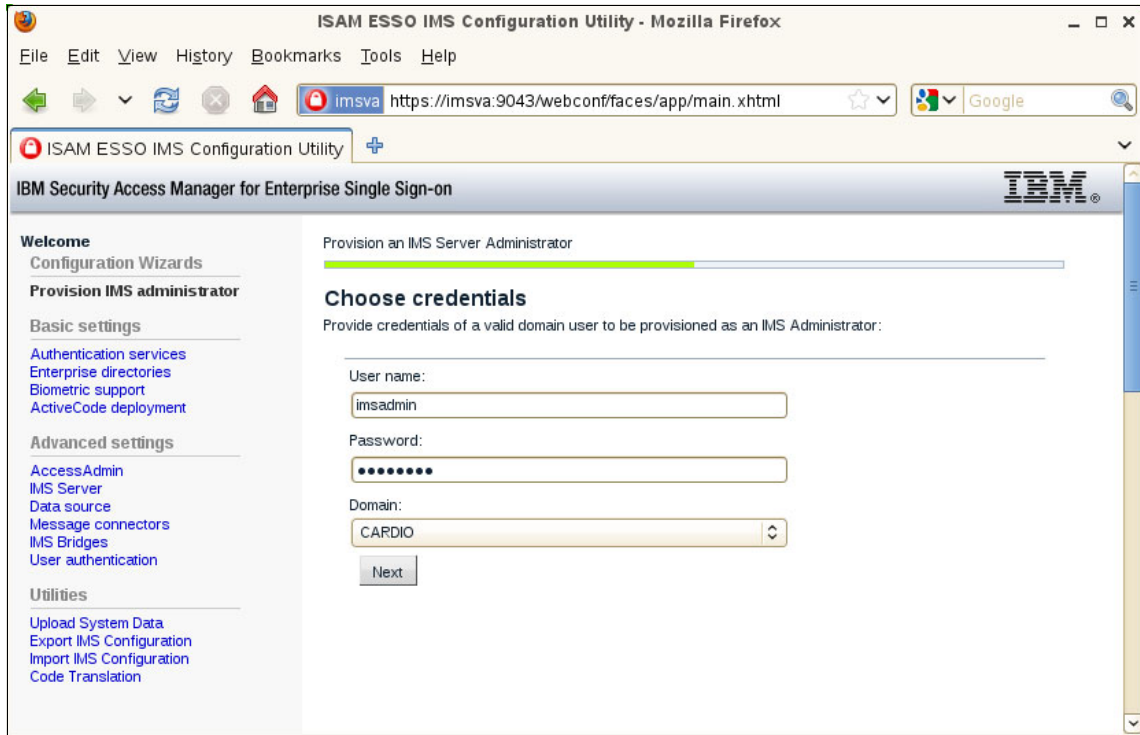 ISAM ESSO IMS Configuration Utility - Mozilla Firefox
File Edit View History Bookmarks Tools Help
imsva https://imsva:9043/webconf/faces/app/main.xhtml Google
ISAM ESSO IMS Configuration Utility
IBM Security Access Manager for Enterprise Single Sign-on
IBM®
Welcome
Configuration Wizards
Provision IMS administrator
Basic settings
Authentication services
Enterprise directories
Biometric support
ActiveCode deployment
Advanced settings
AccessAdmin
IMS Server
Data source
Message connectors
IMS Bridges
User authentication
Utilities
Upload System Data
Export IMS Configuration
Import IMS Configuration
Code Translation
Provision an IMS Server Administrator
Choose credentials
Provide credentials of a valid domain user to be provisioned as an IMS Administrator:
User name:
imsadmin
Password:
●●●●●●●●
Domain:
CARDIO
Next